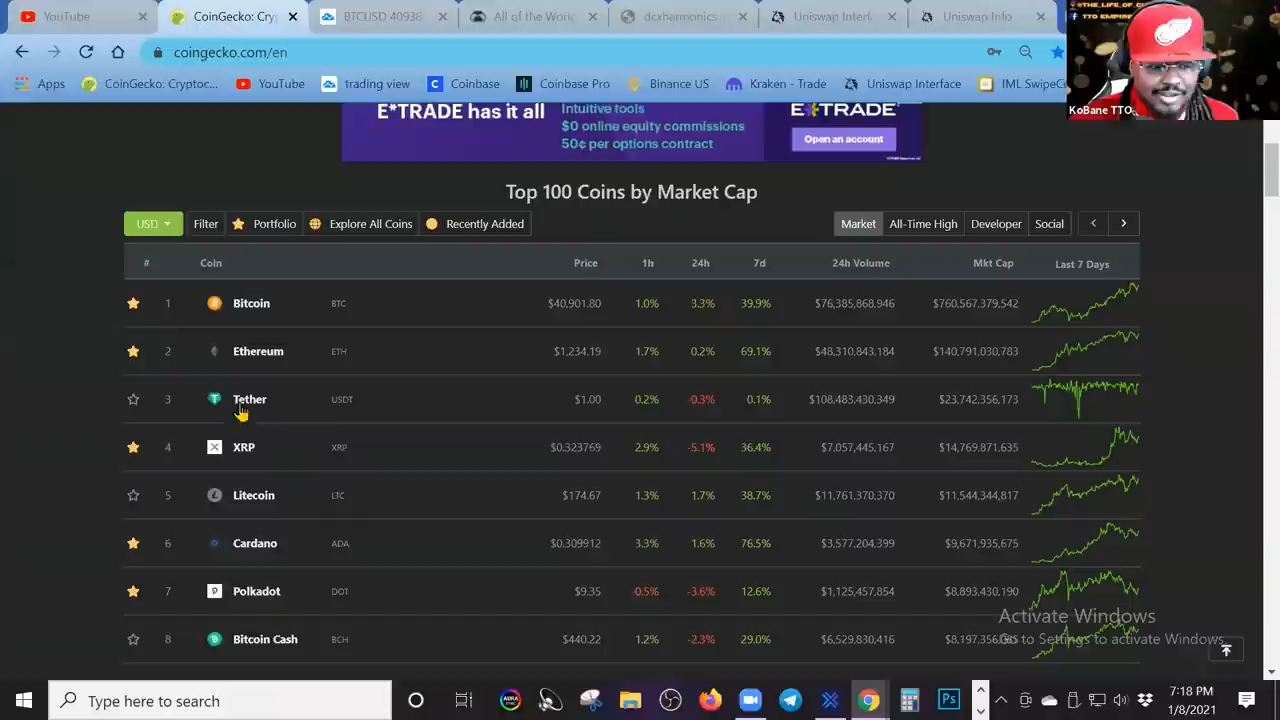 YouTube
CoinGecko: Cry
BTCUSD 40938
All of the World
dcxharmonics.
Uniswap Interf
Uniswap Info
@THE_LIFE_OF_
TTO EMPIRE
coingecko.com/en
Apps
CoinGecko: Cryptoc...
YouTube
trading view
Coinbase
Coinbase Pro
Binance US
Kraken - Trade
Uniswap Interface
IML SwipeC
KoBane TTO
E*TRADE has it all
Intuitive tools
$0 online equity commissions
50¢ per options contract
E*TRADE
Open an account
Top 100 Coins by Market Cap
USD
Filter
Portfolio
Explore All Coins
Recently Added
Market
All-Time High
Developer
Social
# Coin Price 1h 24h 7d 24h Volume Mkt Cap Last 7 Days
1 Bitcoin BTC $40,901.80 1.0% 3.3% 39.9% $76,385,868,946 $760,567,379,542
2 Ethereum ETH $1,234.19 1.7% 0.2% 69.1% $48,310,843,184 $140,791,030,783
3 Tether USDT $1.00 0.2% -0.3% 0.1% $108,483,430,349 $23,742,356,173
4 XRP XRP $0.323769 2.9% -5.1% 36.4% $7,057,445,167 $14,769,871,635
5 Litecoin LTC $174.67 1.3% 1.7% 38.7% $11,761,370,370 $11,544,344,817
6 Cardano ADA $0.309912 3.3% 1.6% 76.5% $3,577,204,399 $9,671,935,675
7 Polkadot DOT $9.35 -0.5% -3.6% 12.6% $1,125,457,854 $8,893,430,190
8 Bitcoin Cash BCH $440.22 1.2% -2.3% 29.0% $6,529,830,416
Activate Windows
Go to Settings to activate Windows.
Type here to search
AURA
Ps
7:18 PM
1/8/2021